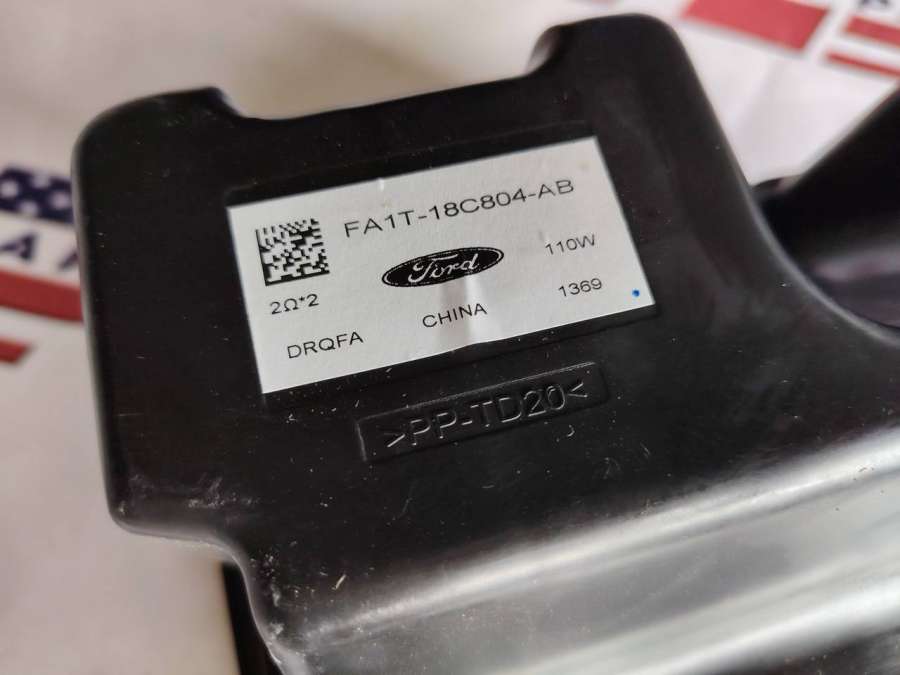 FA1T-18C804-AB
Ford
110W
2Ω*2
CHINA
1369
DRQFA
>PP-TD20<